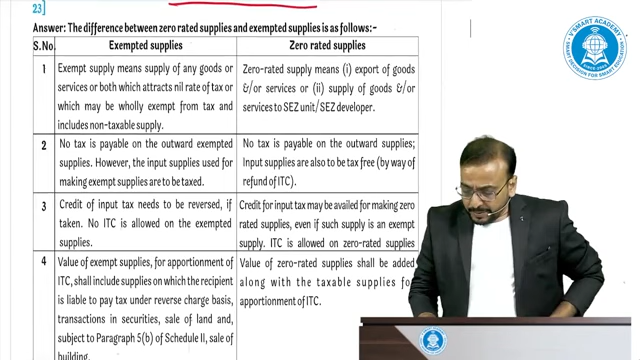 23]
Answer: The difference between zero rated supplies and exempted supplies is as follows:-
S.No. Exempted supplies Zero rated supplies
1 Exempt supply means supply of any goods or services or both which attracts nil rate of tax or which may be wholly exempt from tax and includes non-taxable supply. Zero-rated supply means (i) export of goods &/or services or (ii) supply of goods &/or services to SEZ unit/SEZ developer.
2 No tax is payable on the outward exempted supplies. However, the input supplies used for making exempt supplies are to be taxed. No tax is payable on the outward supplies; Input supplies are also to be tax free (by way of refund of ITC).
3 Credit of input tax needs to be reversed, if taken. No ITC is allowed on the exempted supplies. Credit for input tax may be availed for making zero rated supplies, even if such supply is an exempt supply. ITC is allowed on zero-rated supplies
4 Value of exempt supplies, for apportionment of ITC, shall include supplies on which the recipient is liable to pay tax under reverse charge basis, transactions in securities, sale of land and, subject to Paragraph 5(b) of Schedule II, sale of building. Value of zero rated supplies shall be added along with the taxable supplies for apportionment of ITC.
V SMART ACADEMY
SMART DECISION FOR SMART EDUCATION